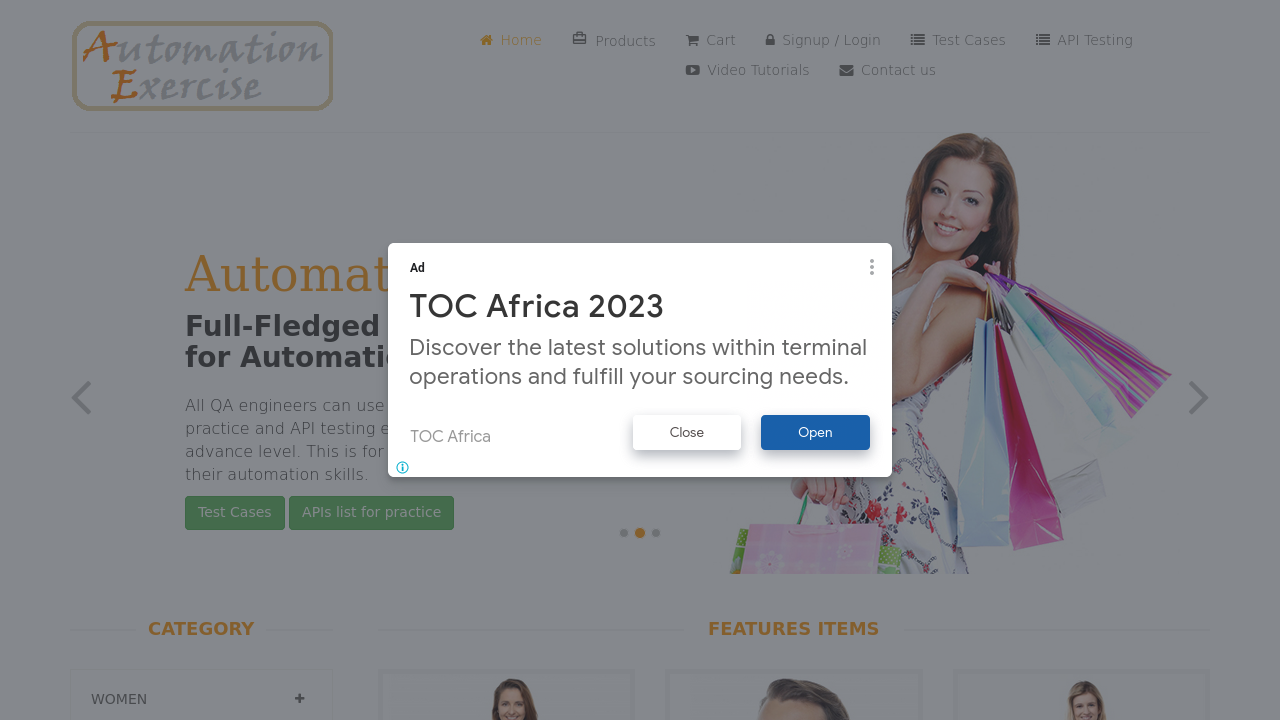 Automation
Exercise
Home
Products
Cart
Signup / Login
Test Cases
API Testing
Video Tutorials
Contact us
Automat
Full-Fledged
for Automati
All QA engineers can use
practice and API testing e
advance level. This is for
their automation skills.
Test Cases
APIs list for practice
Ad
TOC Africa 2023
Discover the latest solutions within terminal
operations and fulfill your sourcing needs.
TOC Africa
Close
Open
CATEGORY
FEATURES ITEMS
WOMEN